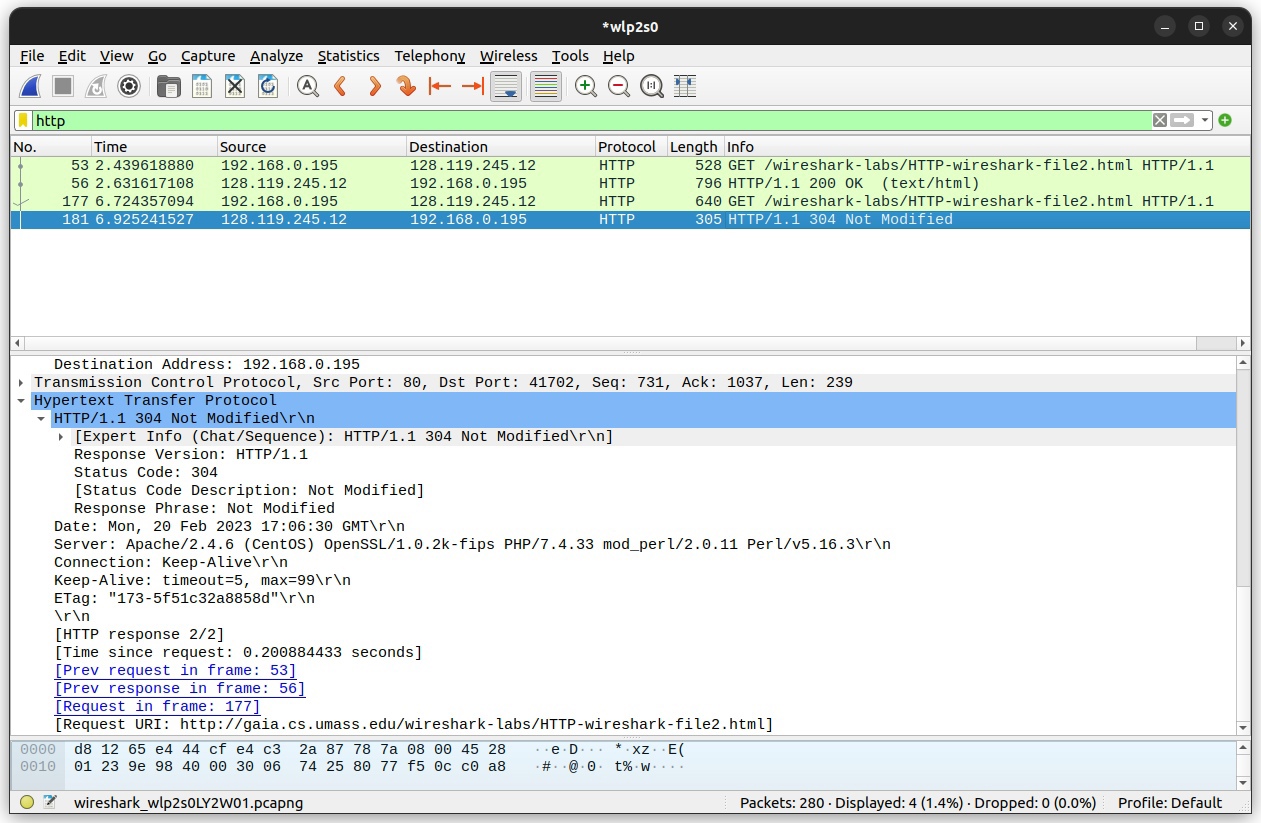 *wlp2s0
File Edit View Go Capture Analyze Statistics Telephony Wireless Tools Help
http
No. Time Source Destination Protocol Length Info
53 2.439618880 192.168.0.195 128.119.245.12 HTTP 528 GET /wireshark-labs/HTTP-wireshark-file2.html HTTP/1.1
56 2.631617108 128.119.245.12 192.168.0.195 HTTP 796 HTTP/1.1 200 OK  (text/html)
177 6.724357094 192.168.0.195 128.119.245.12 HTTP 640 GET /wireshark-labs/HTTP-wireshark-file2.html HTTP/1.1
181 6.925241527 128.119.245.12 192.168.0.195 HTTP 305 HTTP/1.1 304 Not Modified
Destination Address: 192.168.0.195
Transmission Control Protocol, Src Port: 80, Dst Port: 41702, Seq: 731, Ack: 1037, Len: 239
Hypertext Transfer Protocol
HTTP/1.1 304 Not Modified\r\n
[Expert Info (Chat/Sequence): HTTP/1.1 304 Not Modified\r\n]
Response Version: HTTP/1.1
Status Code: 304
[Status Code Description: Not Modified]
Response Phrase: Not Modified
Date: Mon, 20 Feb 2023 17:06:30 GMT\r\n
Server: Apache/2.4.6 (CentOS) OpenSSL/1.0.2k-fips PHP/7.4.33 mod_perl/2.0.11 Perl/v5.16.3\r\n
Connection: Keep-Alive\r\n
Keep-Alive: timeout=5, max=99\r\n
ETag: "173-5f51c32a8858d"\r\n
\r\n
[HTTP response 2/2]
[Time since request: 0.200884433 seconds]
[Prev request in frame: 53]
[Prev response in frame: 56]
[Request in frame: 177]
[Request URI: http://gaia.cs.umass.edu/wireshark-labs/HTTP-wireshark-file2.html]
0000 d8 12 65 e4 44 cf e4 c3 2a 87 78 7a 08 00 45 28 ··e·D··· *·xz··E(
0010 01 23 9e 98 40 00 30 06 74 25 80 77 f5 0c c0 a8 ·#··@·0· t%·w····
wireshark_wlp2s0LY2W01.pcapng Packets: 280 · Displayed: 4 (1.4%) · Dropped: 0 (0.0%) Profile: Default